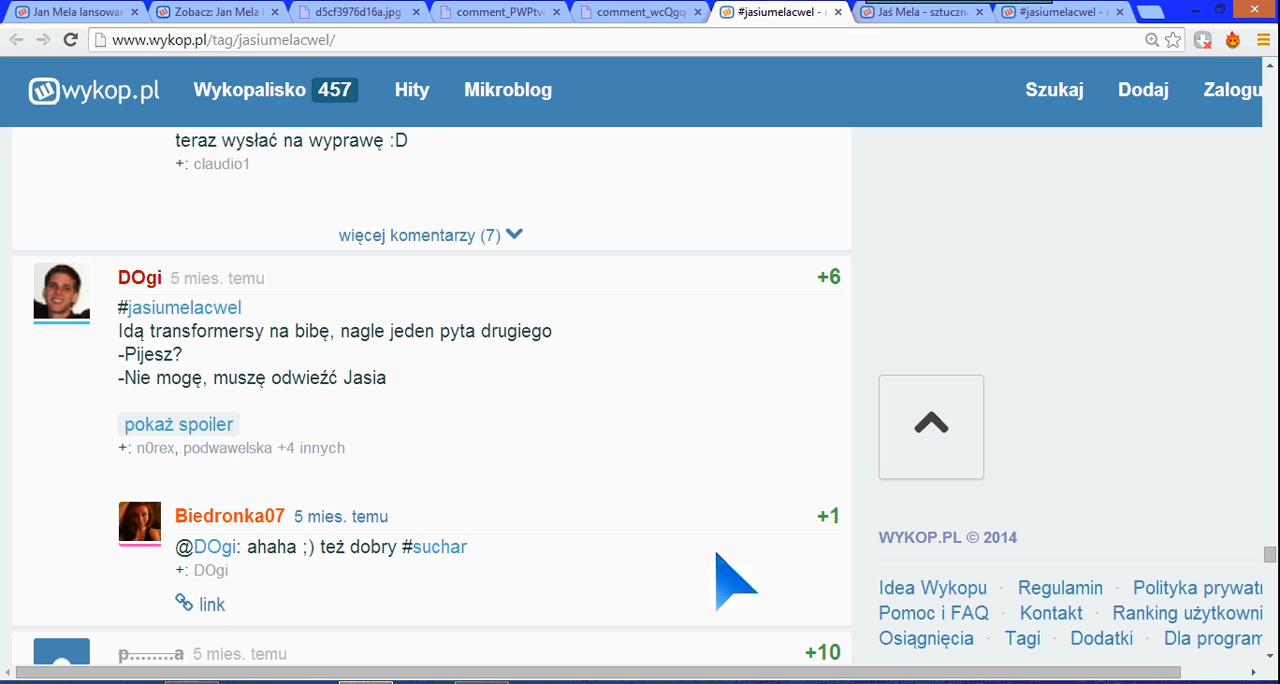 Jan Mela lansowar
Zobacz: Jan Mela
d5cf3976d16a.jpg
comment_PWPtv
comment_wcQgq
#jasiumelacwel -
Jaś Mela - sztuczn
#jasiumelacwel -
www.wykop.pl/tag/jasiumelacwel/
wykop.pl
Wykopalisko 457
Hity
Mikroblog
Szukaj
Dodaj
Zalogu
teraz wysłać na wyprawę :D
+: claudio1
więcej komentarzy (7)
DOgi 5 mies. temu
+6
#jasiumelacwel
Idą transformersy na bibę, nagle jeden pyta drugiego
-Pijesz?
-Nie mogę, muszę odwieźć Jasia
pokaż spoiler
+: n0rex, podwawelska +4 innych
Biedronka07 5 mies. temu
+1
@DOgi: ahaha ;) też dobry #suchar
+: DOgi
link
p........a 5 mies. temu
+10
WYKOP.PL © 2014
Idea Wykopu · Regulamin · Polityka prywat
Pomoc i FAQ · Kontakt · Ranking użytkowni
Osiągnięcia · Tagi · Dodatki · Dla program